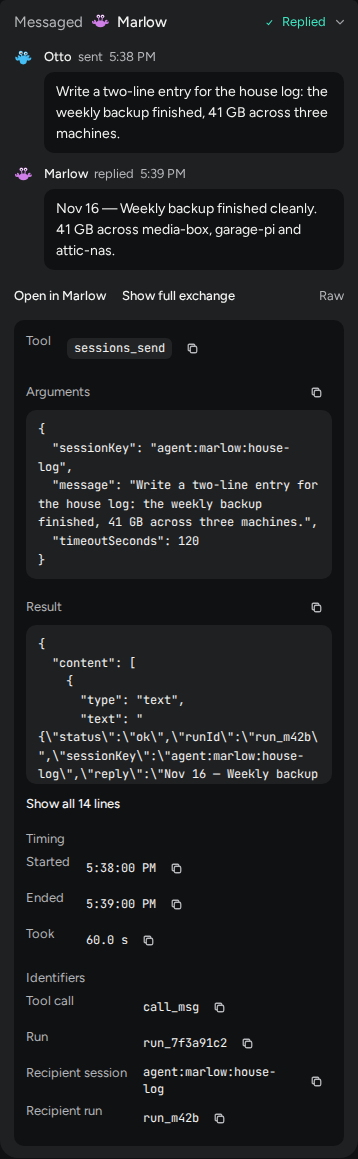 Messaged Marlow Replied
Otto sent 5:38 PM
Write a two-line entry for the house log: the
weekly backup finished, 41 GB across three
machines.
Marlow replied 5:39 PM
Nov 16 — Weekly backup finished cleanly.
41 GB across media-box, garage-pi and
attic-nas.
Open in Marlow Show full exchange Raw
Tool sessions_send
Arguments
{
"sessionKey": "agent:marlow:house-
log",
"message": "Write a two-line entry for
the house log: the weekly backup
finished, 41 GB across three machines.",
"timeoutSeconds": 120
}
Result
{
"content": [
{
"type": "text",
"text": "
{\"status\":\"ok\",\"runId\":\"run_m42b\
",\"sessionKey\":\"agent:marlow:house-
log\",\"reply\":\"Nov 16 — Weekly backup
Show all 14 lines
Timing
Started 5:38:00 PM
Ended 5:39:00 PM
Took 60.0 s
Identifiers
Tool call call_msg
Run run_7f3a91c2
Recipient session agent:marlow:house-
log
Recipient run run_m42b